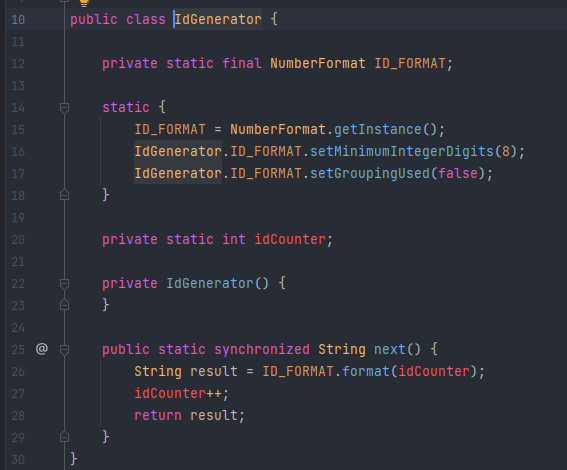 10 public class IdGenerator {
11
12 private static final NumberFormat ID_FORMAT;
13
14 static {
15 ID_FORMAT = NumberFormat.getInstance();
16 IdGenerator.ID_FORMAT.setMinimumIntegerDigits(8);
17 IdGenerator.ID_FORMAT.setGroupingUsed(false);
18 }
19
20 private static int idCounter;
21
22 private IdGenerator() {
23 }
24
25 @ public static synchronized String next() {
26 String result = ID_FORMAT.format(idCounter);
27 idCounter++;
28 return result;
29 }
30 }